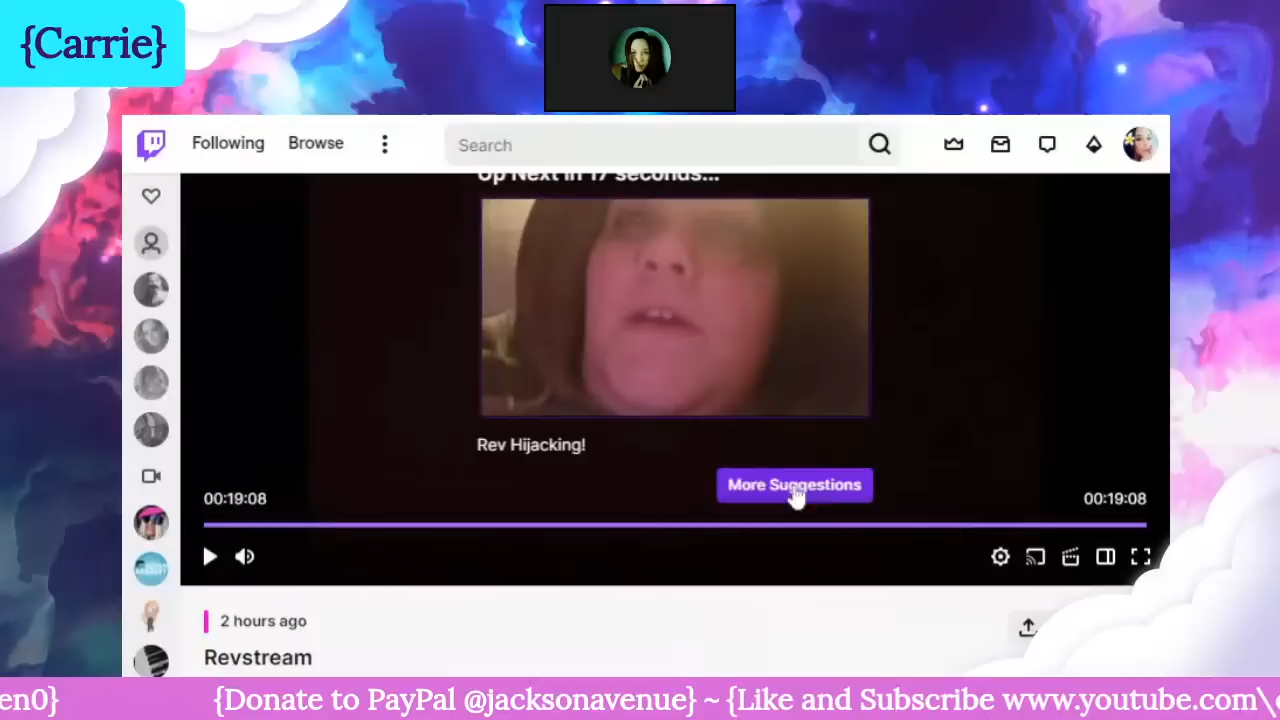 {Carrie}
Following Browse Search
Up Next in 17 seconds...
Rev Hijacking!
More Suggestions
00:19:08 00:19:08
2 hours ago
Revstream
en0} {Donate to PayPal @jacksonavenue} ~ {Like and Subscribe www.youtube.com\